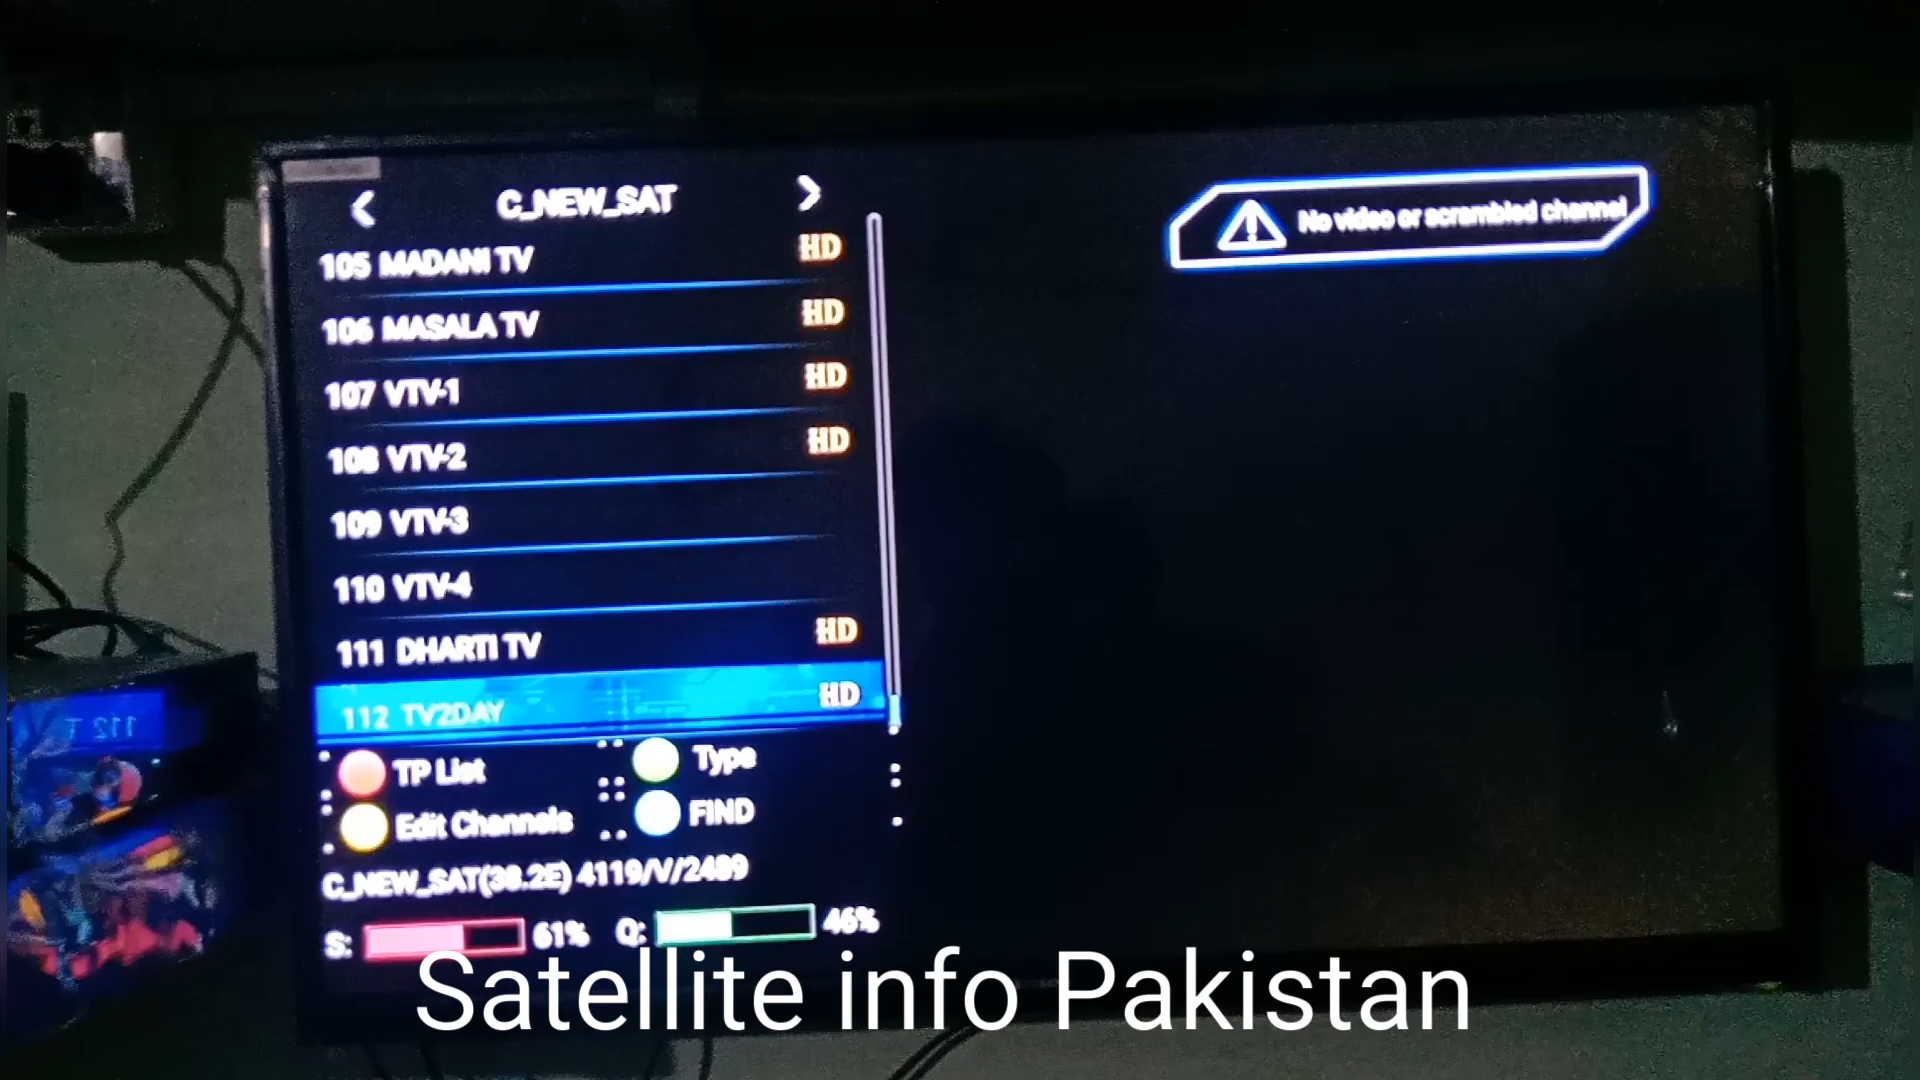 C_NEW_SAT
105 MADANI TV HD
106 MASALA TV HD
107 VTV-1 HD
108 VTV-2 HD
109 VTV-3
110 VTV-4
111 DHARTI TV HD
112 TV2DAY HD
TP List
Type
Edit Channels
FIND
C_NEW_SAT(38.2E) 4119/V/2489
S: 61% Q: 46%
No video or scrambled channel
112 T
Satellite info Pakistan